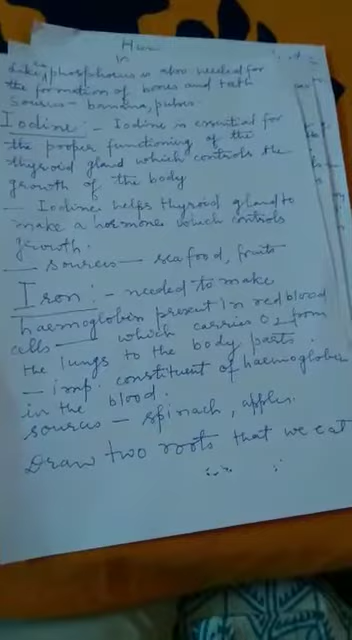 phosphorus is also needed for
the formation of bones and teeth
sources - banana, pulses
Iodine :- Iodine is essential for
the proper functioning of the
thyroid gland which controls the
growth of the body
- Iodine helps thyroid gland to
make a hormone which controls
growth.
— sources — sea food, fruits
Iron :- needed to make
haemoglobin present in red blood
cells — which carries O2 from
the lungs to the body parts.
- imp. constituent of haemoglobin
in the blood.
sources - spinach, apples.
Draw two roots that we eat